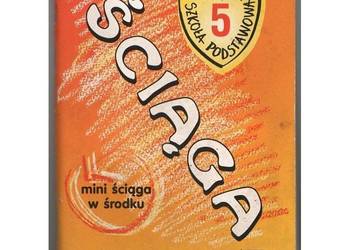 5
SZKOŁA PODSTAWOWA
ŚCIĄGA
mini ściąga
w środku